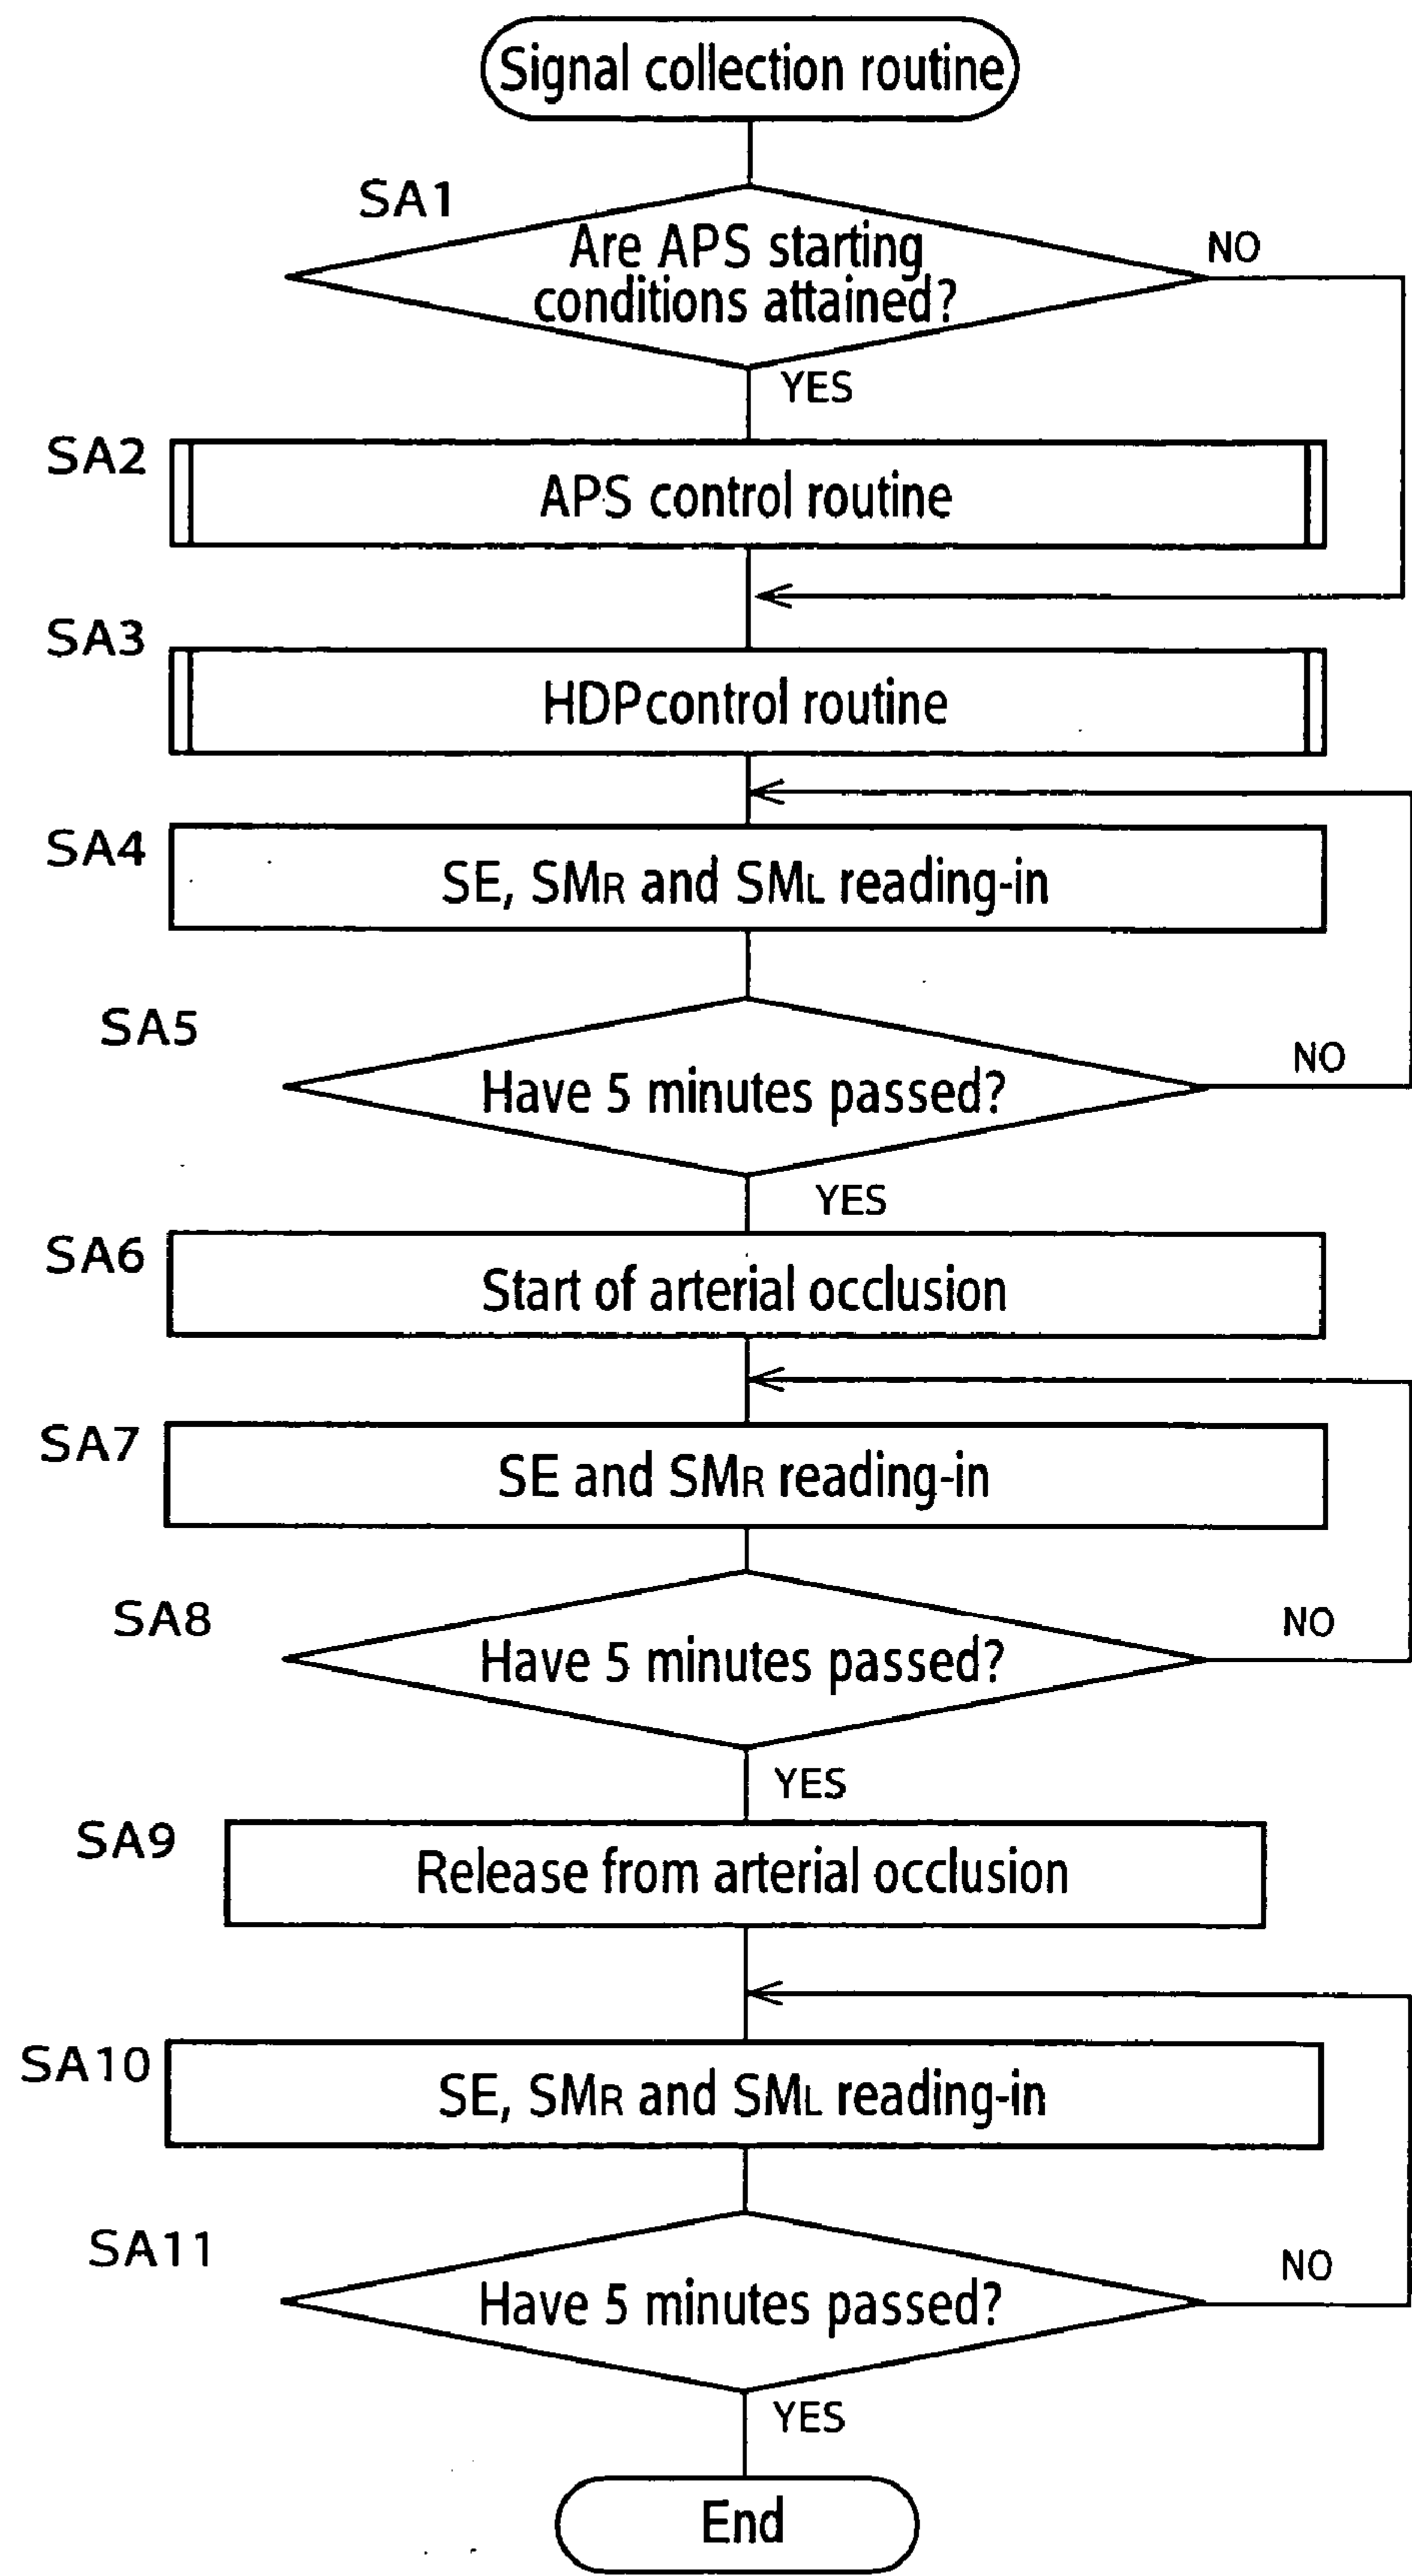 Signal collection routine
SA1
Are APS starting
conditions attained?
NO
YES
SA2
APS control routine
SA3
HDPcontrol routine
SA4
SE, SMR and SML reading-in
SA5
Have 5 minutes passed?
NO
YES
SA6
Start of arterial occlusion
SA7
SE and SMR reading-in
SA8
Have 5 minutes passed?
NO
YES
SA9
Release from arterial occlusion
SA10
SE, SMR and SML reading-in
SA11
Have 5 minutes passed?
NO
YES
End